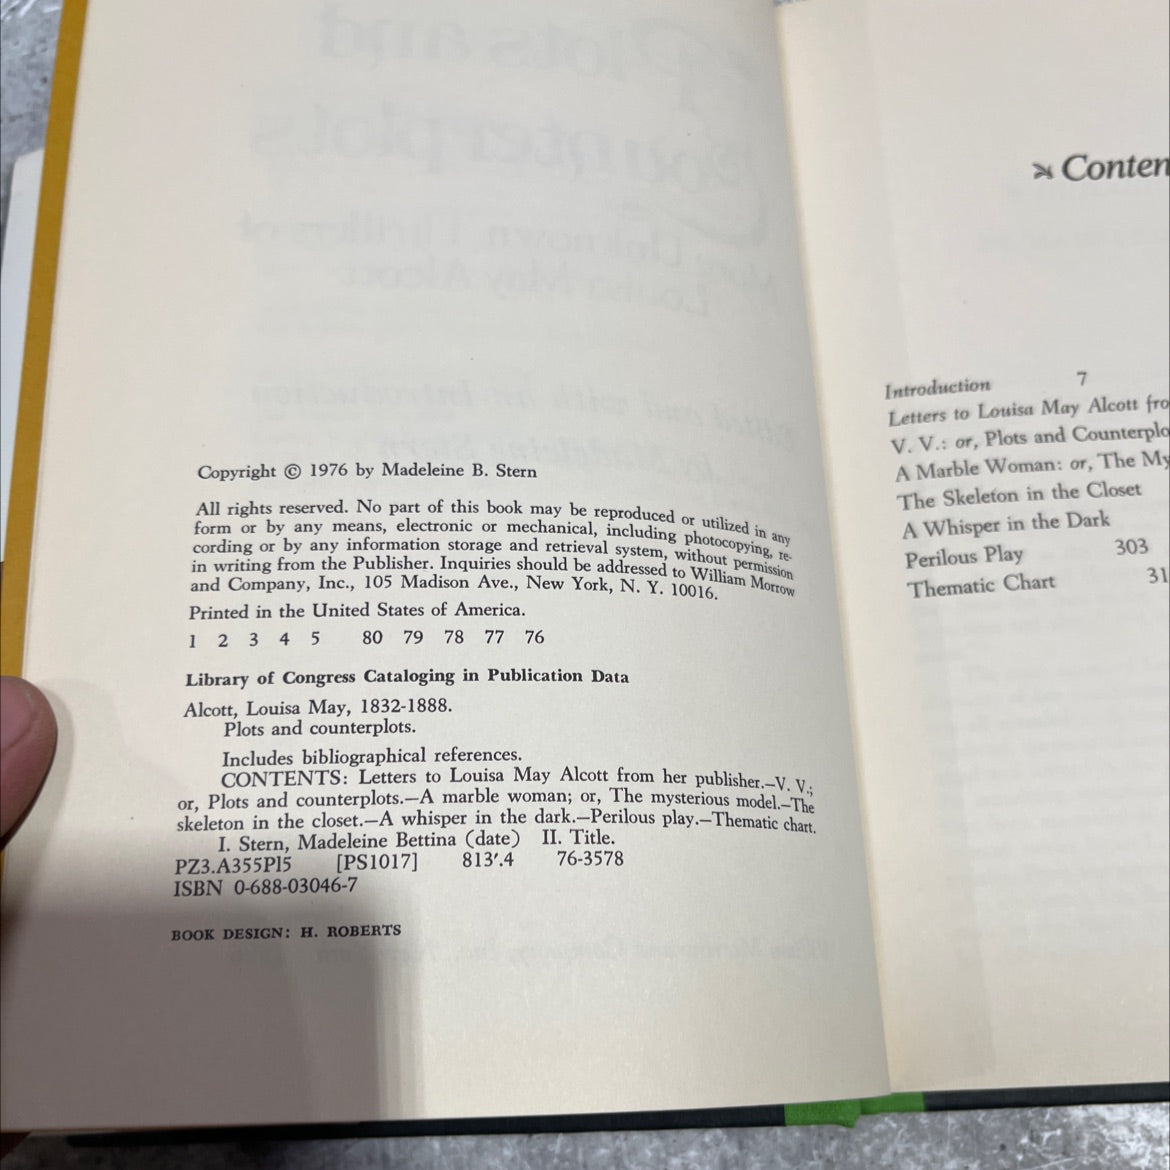 Copyright © 1976 by Madeleine B. Stern
All rights reserved. No part of this book may be reproduced or utilized in any
form or by any means, electronic or mechanical, including photocopying, re-
cording or by any information storage and retrieval system, without permission
in writing from the Publisher. Inquiries should be addressed to William Morrow
and Company, Inc., 105 Madison Ave., New York, N. Y. 10016.
Printed in the United States of America.
1 2 3 4 5 80 79 78 77 76
Library of Congress Cataloging in Publication Data
Alcott, Louisa May, 1832-1888.
Plots and counterplots.
Includes bibliographical references.
CONTENTS: Letters to Louisa May Alcott from her publisher.—V. V.;
or, Plots and counterplots.—A marble woman; or, The mysterious model.—The
skeleton in the closet.—A whisper in the dark.—Perilous play.—Thematic chart.
I. Stern, Madeleine Bettina (date) II. Title.
PZ3.A355Pl5 [PS1017] 813′.4 76-3578
ISBN 0-688-03046-7
BOOK DESIGN: H. ROBERTS
Conten
Introduction 7
Letters to Louisa May Alcott fro
V. V.: or, Plots and Counterplo
A Marble Woman: or, The My
The Skeleton in the Closet
A Whisper in the Dark
Perilous Play 303
Thematic Chart 31